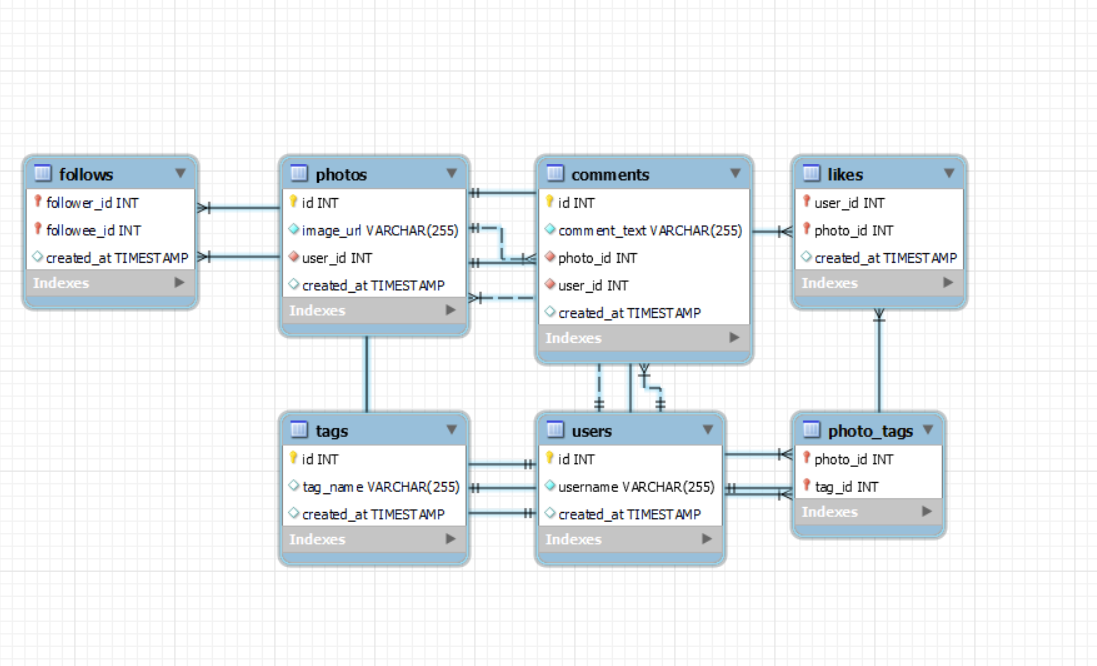 follows
follower_id INT
followee_id INT
created_at TIMESTAMP
Indexes
photos
id INT
image_url VARCHAR(255)
user_id INT
created_at TIMESTAMP
Indexes
comments
id INT
comment_text VARCHAR(255)
photo_id INT
user_id INT
created_at TIMESTAMP
Indexes
likes
user_id INT
photo_id INT
created_at TIMESTAMP
Indexes
tags
id INT
tag_name VARCHAR(255)
created_at TIMESTAMP
Indexes
users
id INT
username VARCHAR(255)
created_at TIMESTAMP
Indexes
photo_tags
photo_id INT
tag_id INT
Indexes